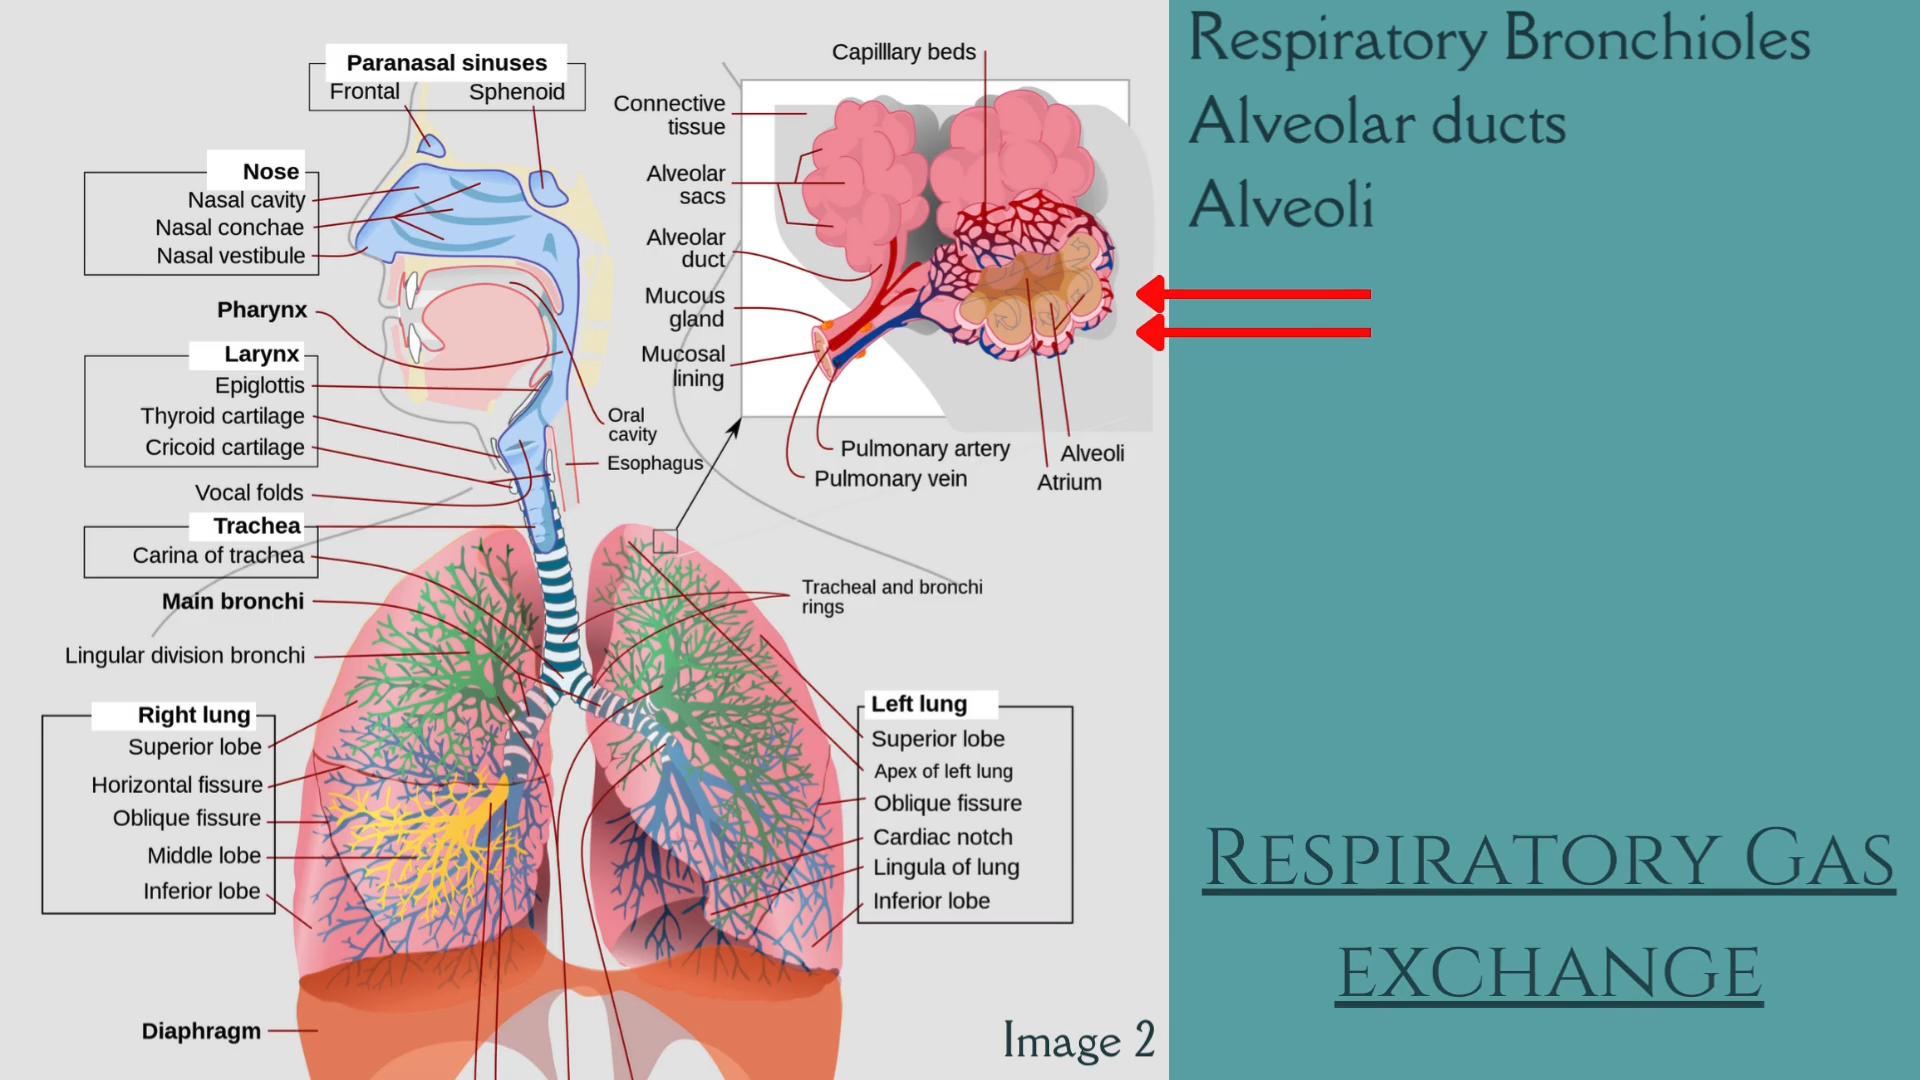 Paranasal sinuses
Frontal
Sphenoid
Nose
Nasal cavity
Nasal conchae
Nasal vestibule
Pharynx
Larynx
Epiglottis
Thyroid cartilage
Cricoid cartilage
Vocal folds
Trachea
Carina of trachea
Main bronchi
Lingular division bronchi
Right lung
Superior lobe
Horizontal fissure
Oblique fissure
Middle lobe
Inferior lobe
Diaphragm
Capilllary beds
Connective
tissue
Alveolar
sacs
Alveolar
duct
Mucous
gland
Mucosal
lining
Pulmonary artery
Pulmonary vein
Alveoli
Atrium
Oral
cavity
Esophagus
Tracheal and bronchi
rings
Left lung
Superior lobe
Apex of left lung
Oblique fissure
Cardiac notch
Lingula of lung
Inferior lobe
Image 2
Respiratory Bronchioles
Alveolar ducts
Alveoli
Respiratory Gas
exchange